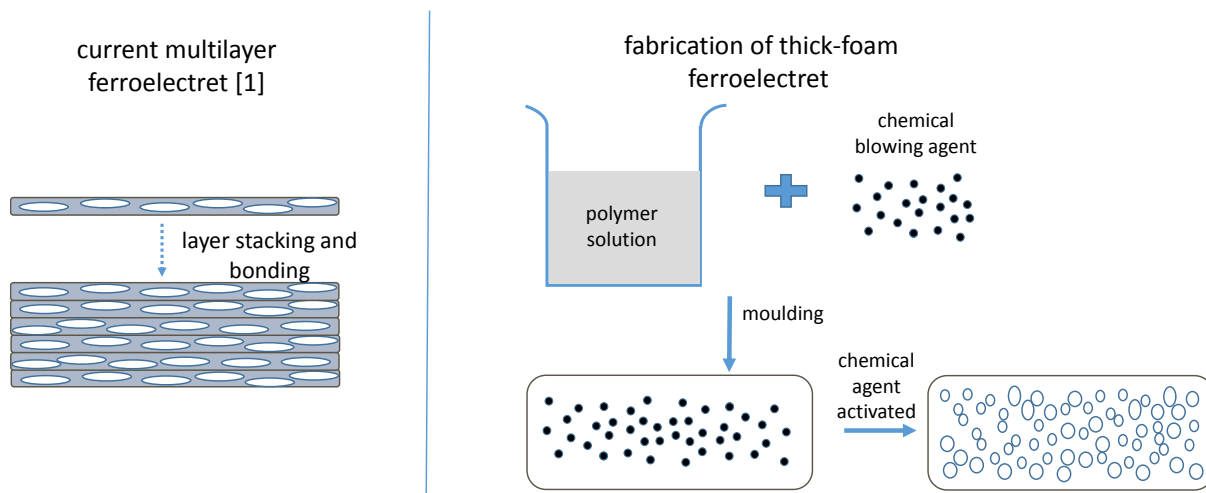 current multilayer
ferroelectret [1]
layer stacking and
bonding
fabrication of thick-foam
ferroelectret
chemical
blowing agent
polymer
solution
moulding
chemical
agent
activated